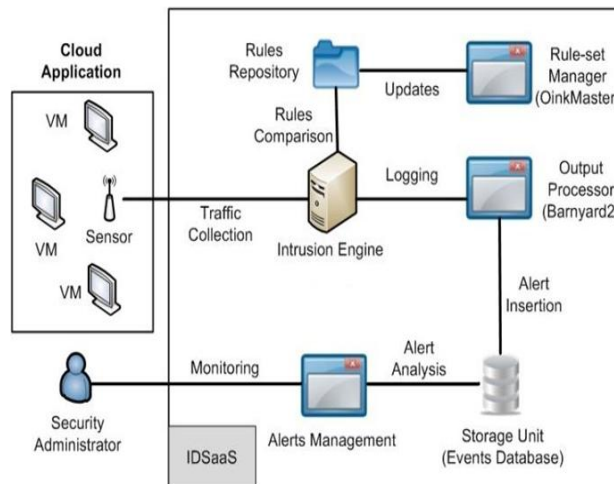 Cloud
Application
VM
VM
Sensor
VM
Rules
Repository
Updates
Rule-set
Manager
(OinkMaster
Rules
Comparison
Traffic
Collection
Intrusion Engine
Logging
Output
Processor
(Barnyard2
Alert
Insertion
Security
Administrator
Monitoring
Alerts Management
Alert
Analysis
Storage Unit
(Events Database)
IDSaaS